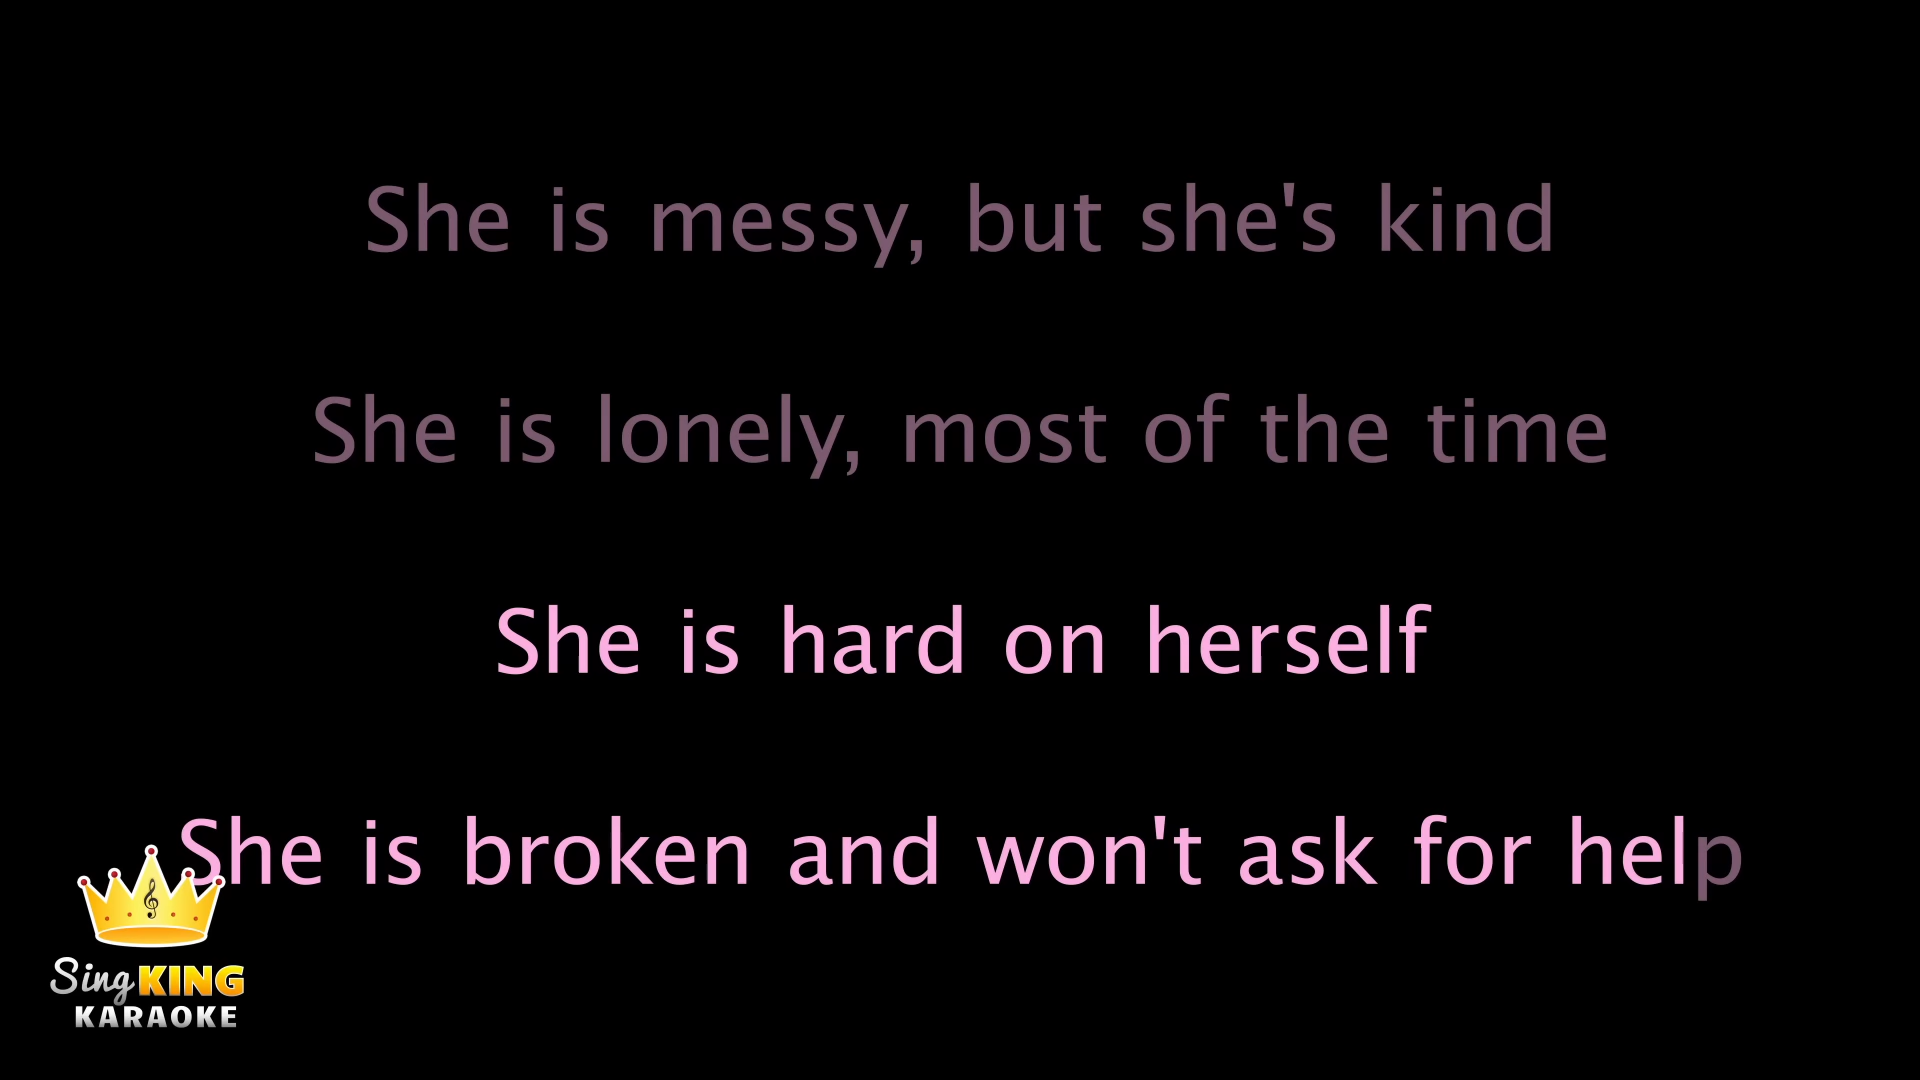 She is messy, but she's kind
She is lonely, most of the time
She is hard on herself
She is broken and won't ask for help
Sing KING
KARAOKE